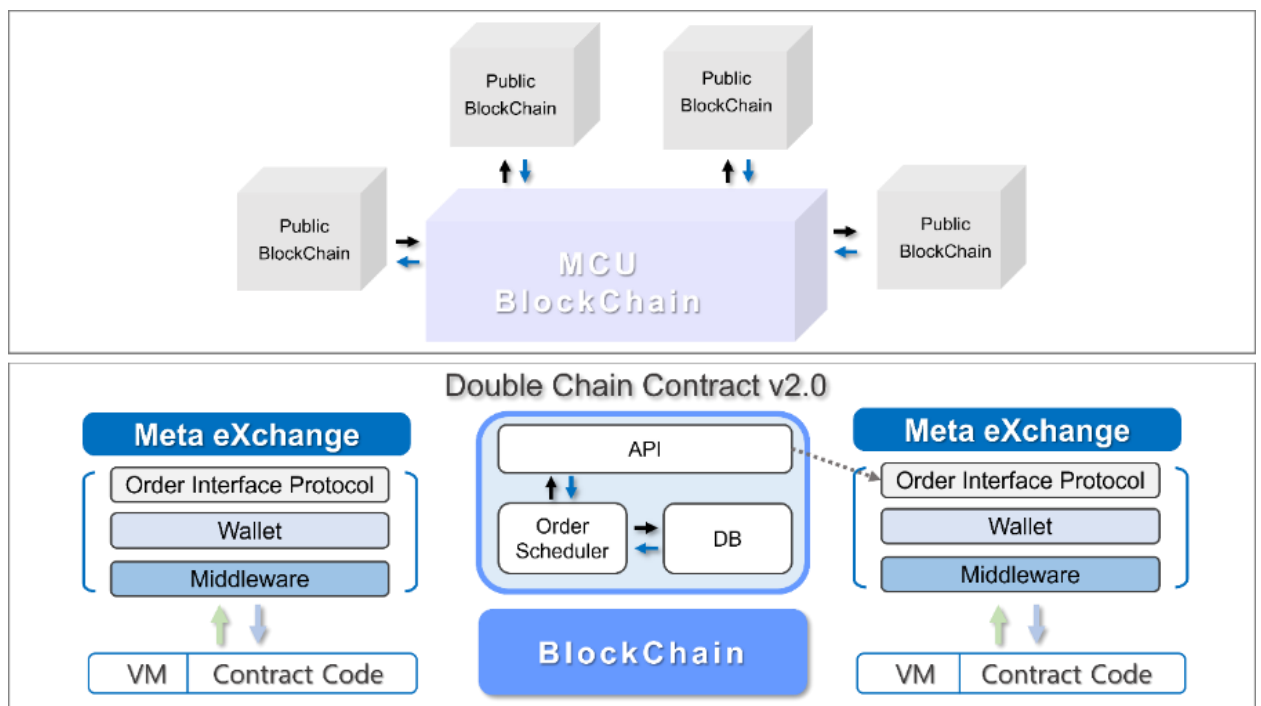 Public
BlockChain
Public
BlockChain
Public
BlockChain
Public
BlockChain
MCU
BlockChain
Double Chain Contract v2.0
Meta eXchange
Order Interface Protocol
Wallet
Middleware
VM
Contract Code
API
Order
Scheduler
DB
BlockChain
Meta eXchange
Order Interface Protocol
Wallet
Middleware
VM
Contract Code